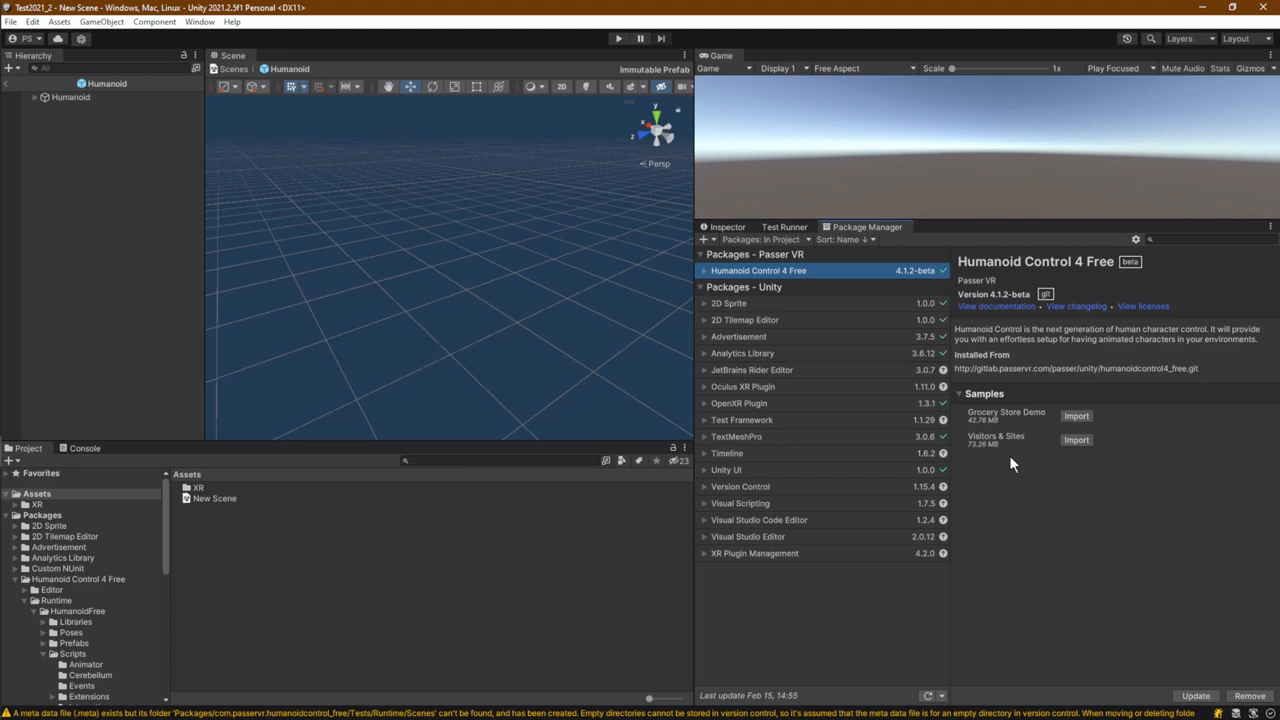 Test2021_2 - New Scene - Windows, Mac, Linux - Unity 2021.2.5f1 Personal <DX11>
File Edit Assets GameObject Component Window Help
PS Layers Layout
Hierarchy
All
Humanoid
Humanoid
Scene
Scenes Humanoid Immutable Prefab
2D
y
x
z
Persp
Game
Game Display 1 Free Aspect Scale 1x Play Focused Mute Audio Stats Gizmos
Inspector Test Runner Package Manager
Packages: In Project Sort: Name ↓
Packages - Passer VR
Humanoid Control 4 Free 4.1.2-beta
Packages - Unity
2D Sprite 1.0.0
2D Tilemap Editor 1.0.0
Advertisement 3.7.5
Analytics Library 3.6.12
JetBrains Rider Editor 3.0.7
Oculus XR Plugin 1.11.0
OpenXR Plugin 1.3.1
Test Framework 1.1.29
TextMeshPro 3.0.6
Timeline 1.6.2
Unity UI 1.0.0
Version Control 1.15.4
Visual Scripting 1.7.5
Visual Studio Code Editor 1.2.4
Visual Studio Editor 2.0.12
XR Plugin Management 4.2.0
Last update Feb 15, 14:55
Humanoid Control 4 Free beta
Passer VR
Version 4.1.2-beta git
View documentation • View changelog • View licenses
Humanoid Control is the next generation of human character control. It will provide
you with an effortless setup for having animated characters in your environments.
Installed From
http://gitlab.passervr.com/passer/unity/humanoidcontrol4_free.git
Samples
Grocery Store Demo Import
42.76 MB
Visitors & Sites Import
73.26 MB
Update Remove
Project Console
23
Favorites
Assets
XR
Packages
2D Sprite
2D Tilemap Editor
Advertisement
Analytics Library
Custom NUnit
Humanoid Control 4 Free
Editor
Runtime
HumanoidFree
Libraries
Poses
Prefabs
Scripts
Animator
Cerebellum
Events
Extensions
Assets
XR
New Scene
A meta data file (.meta) exists but its folder 'Packages/com.passervr.humanoidcontrol_free/Tests/Runtime/Scenes' can't be found, and has been created. Empty directories cannot be stored in version control, so it's assumed that the meta data file is for an empty directory in version control. When moving or deleting folde